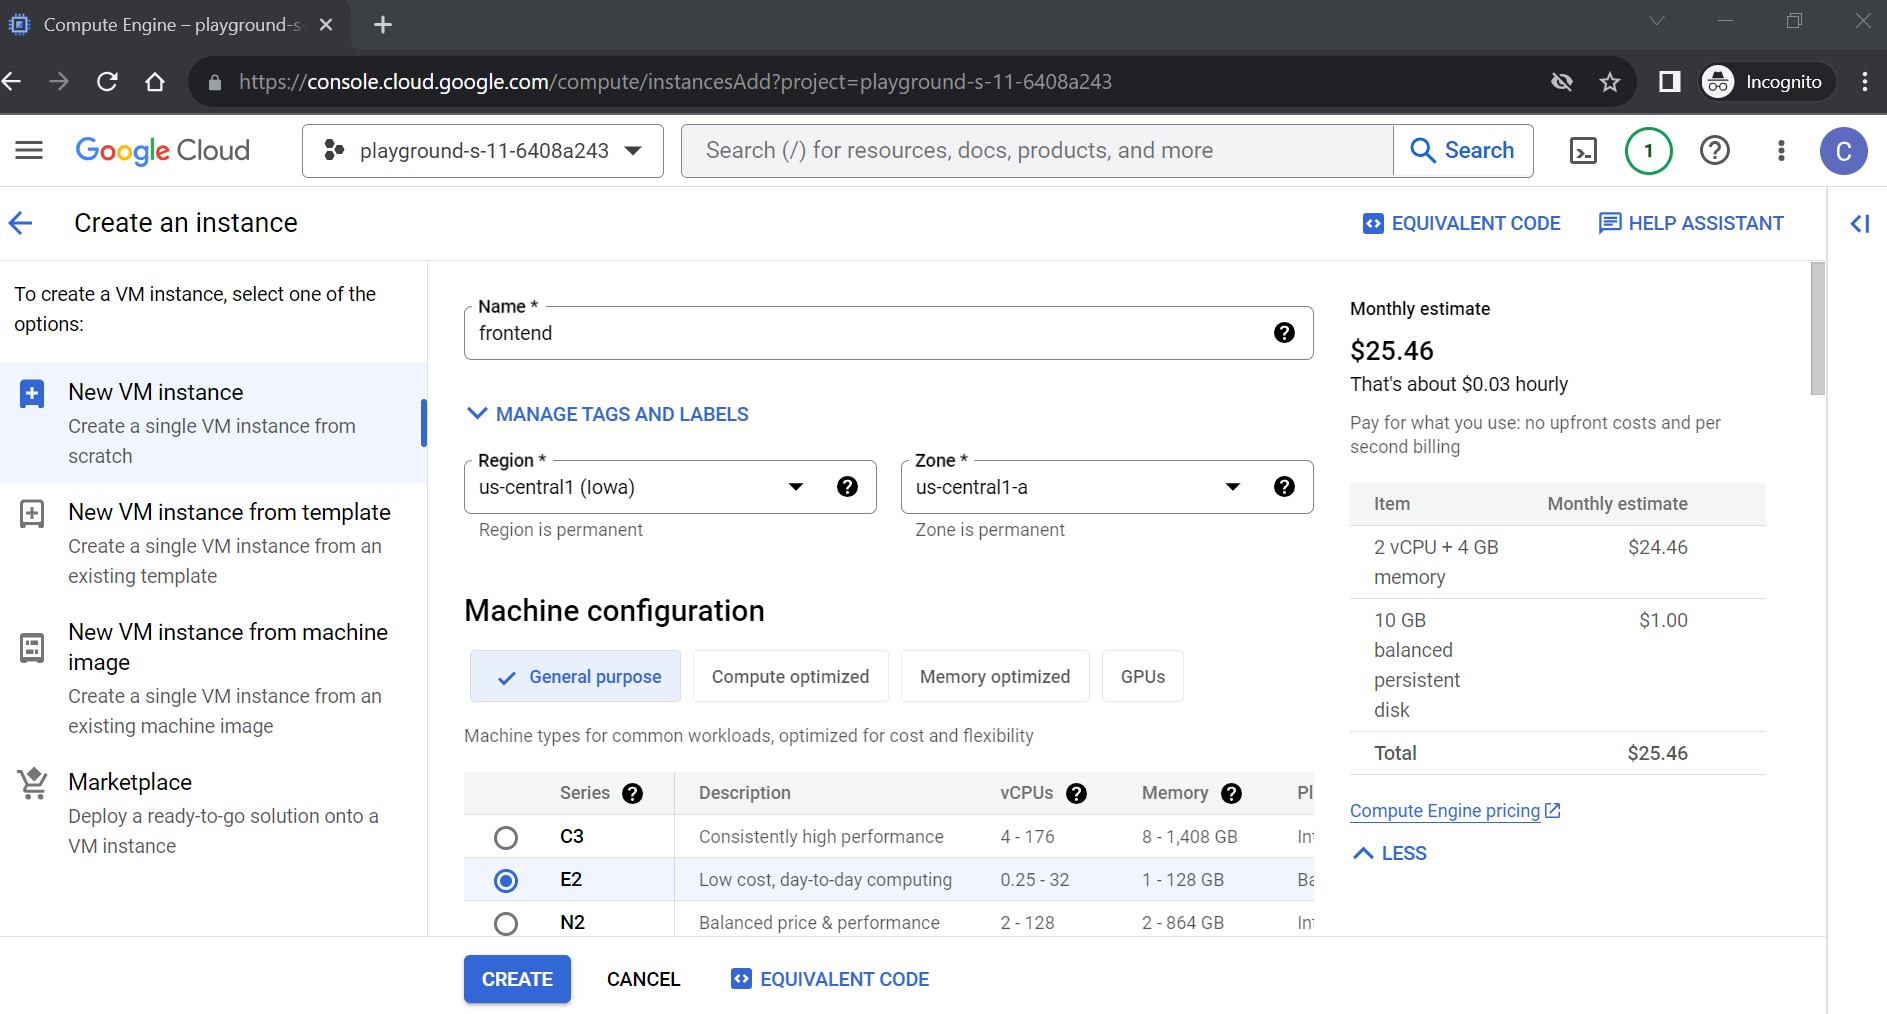 Compute Engine – playground-s-
https://console.cloud.google.com/compute/instancesAdd?project=playground-s-11-6408a243
Incognito
Google Cloud
playground-s-11-6408a243
Search (/) for resources, docs, products, and more
Search
1
C
Create an instance
EQUIVALENT CODE
HELP ASSISTANT
To create a VM instance, select one of the
options:
New VM instance
Create a single VM instance from
scratch
New VM instance from template
Create a single VM instance from an
existing template
New VM instance from machine
image
Create a single VM instance from an
existing machine image
Marketplace
Deploy a ready-to-go solution onto a
VM instance
Name *
frontend
MANAGE TAGS AND LABELS
Region *
us-central1 (Iowa)
Region is permanent
Zone *
us-central1-a
Zone is permanent
Machine configuration
General purpose
Compute optimized
Memory optimized
GPUs
Machine types for common workloads, optimized for cost and flexibility
Series Description vCPUs Memory Pl
C3 Consistently high performance 4 - 176 8 - 1,408 GB Int
E2 Low cost, day-to-day computing 0.25 - 32 1 - 128 GB Ba
N2 Balanced price & performance 2 - 128 2 - 864 GB Int
CREATE
CANCEL
EQUIVALENT CODE
Monthly estimate
$25.46
That's about $0.03 hourly
Pay for what you use: no upfront costs and per
second billing
Item Monthly estimate
2 vCPU + 4 GB $24.46
memory
10 GB $1.00
balanced
persistent
disk
Total $25.46
Compute Engine pricing
LESS